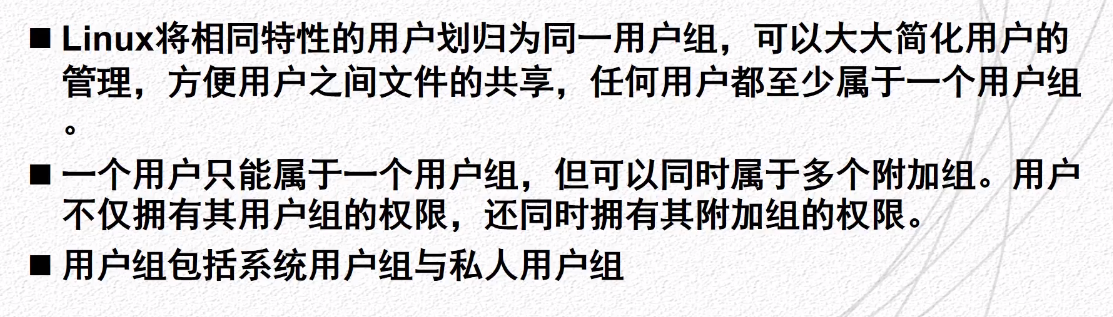 ■ Linux将相同特性的用户划归为同一用户组，可以大大简化用户的
管理，方便用户之间文件的共享，任何用户都至少属于一个用户组
。
■ 一个用户只能属于一个用户组，但可以同时属于多个附加组。用户
不仅拥有其用户组的权限，还同时拥有其附加组的权限。
■ 用户组包括系统用户组与私人用户组